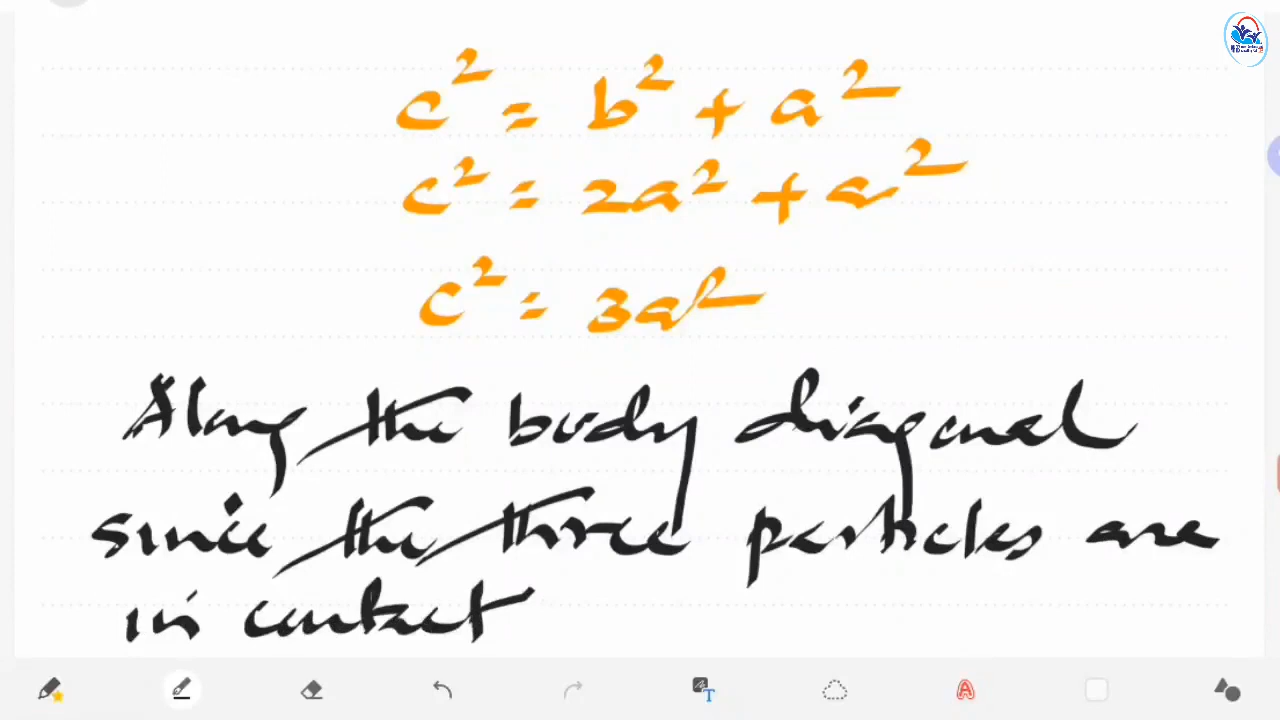 c² = b² + a²
c² = 2a² + a²
c² = 3a²
Along the body diagonal
since the three particles are
in contact
T
A